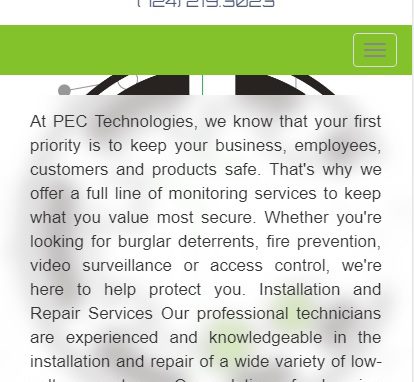 (724) 219.3023
At PEC Technologies, we know that your first
priority is to keep your business, employees,
customers and products safe. That's why we
offer a full line of monitoring services to keep
what you value most secure. Whether you're
looking for burglar deterrents, fire prevention,
video surveillance or access control, we're
here to help protect you. Installation and
Repair Services Our professional technicians
are experienced and knowledgeable in the
installation and repair of a wide variety of low-